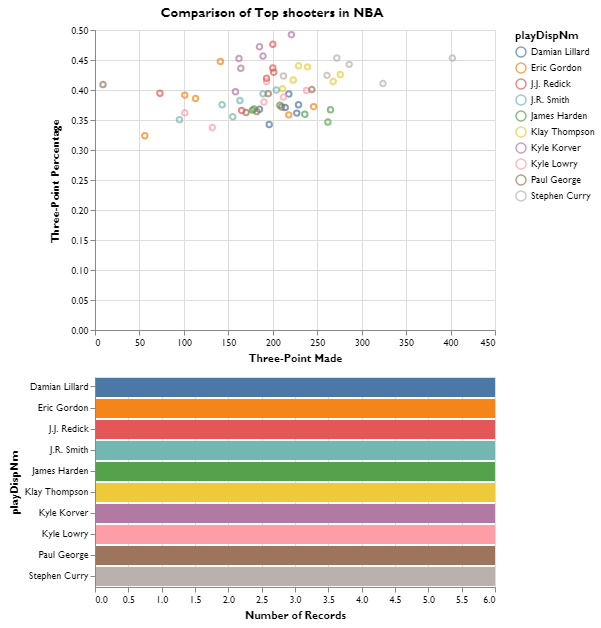 Comparison of Top shooters in NBA
0.50
0.45
0.40
0.35
0.30
0.25
0.20
0.15
0.10
0.05
0.00
Three-Point Percentage
0 50 100 150 200 250 300 350 400 450
Three-Point Made
playDispNm
Damian Lillard
Eric Gordon
J.J. Redick
J.R. Smith
James Harden
Klay Thompson
Kyle Korver
Kyle Lowry
Paul George
Stephen Curry
playDispNm
Damian Lillard
Eric Gordon
J.J. Redick
J.R. Smith
James Harden
Klay Thompson
Kyle Korver
Kyle Lowry
Paul George
Stephen Curry
0.0 0.5 1.0 1.5 2.0 2.5 3.0 3.5 4.0 4.5 5.0 5.5 6.0
Number of Records